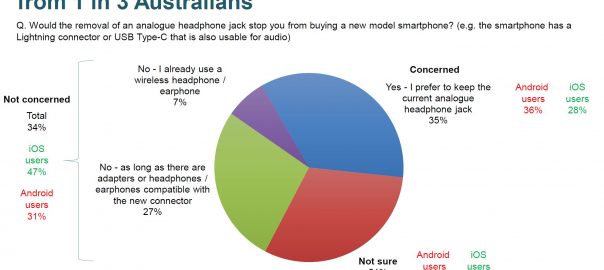 from 1 in 3 Australians
Q. Would the removal of an analogue headphone jack stop you from buying a new model smartphone? (e.g. the smartphone has a
Lightning connector or USB Type-C that is also usable for audio)
No - I already use a
wireless headphone /
earphone
7%
Concerned
Yes - I prefer to keep the
current analogue
headphone jack
35%
Android
users
36%
iOS
users
28%
Not concerned
Total
34%
iOS
users
47%
Android
users
31%
No - as long as there are
adapters or headphones /
earphones compatible with
the new connector
27%
Not sure
Android
users
iOS
users